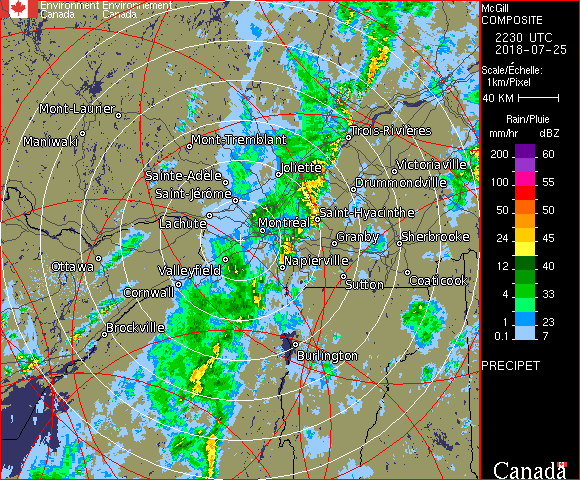 Environment Environnement
Canada Canada
McGill
COMPOSITE
2230 UTC
2018-07-25
Scale/Échelle:
1km/Pixel
40 KM
Rain/Pluie
mm/hr dBZ
200 60
100 55
50 50
24 45
12 40
4 33
1 23
0.1 7
PRECIPET
Canada
Mont-Laurier
Maniwaki
Mont-Tremblant
Trois-Rivières
Joliette
Victoriaville
Sainte-Adèle
Drummondville
Saint-Jérôme
Saint-Hyacinthe
Lachute
Montréal
Granby
Sherbrooke
Ottawa
Valleyfield
Napierville
Sutton
Coaticook
Cornwall
Brockville
Burlington